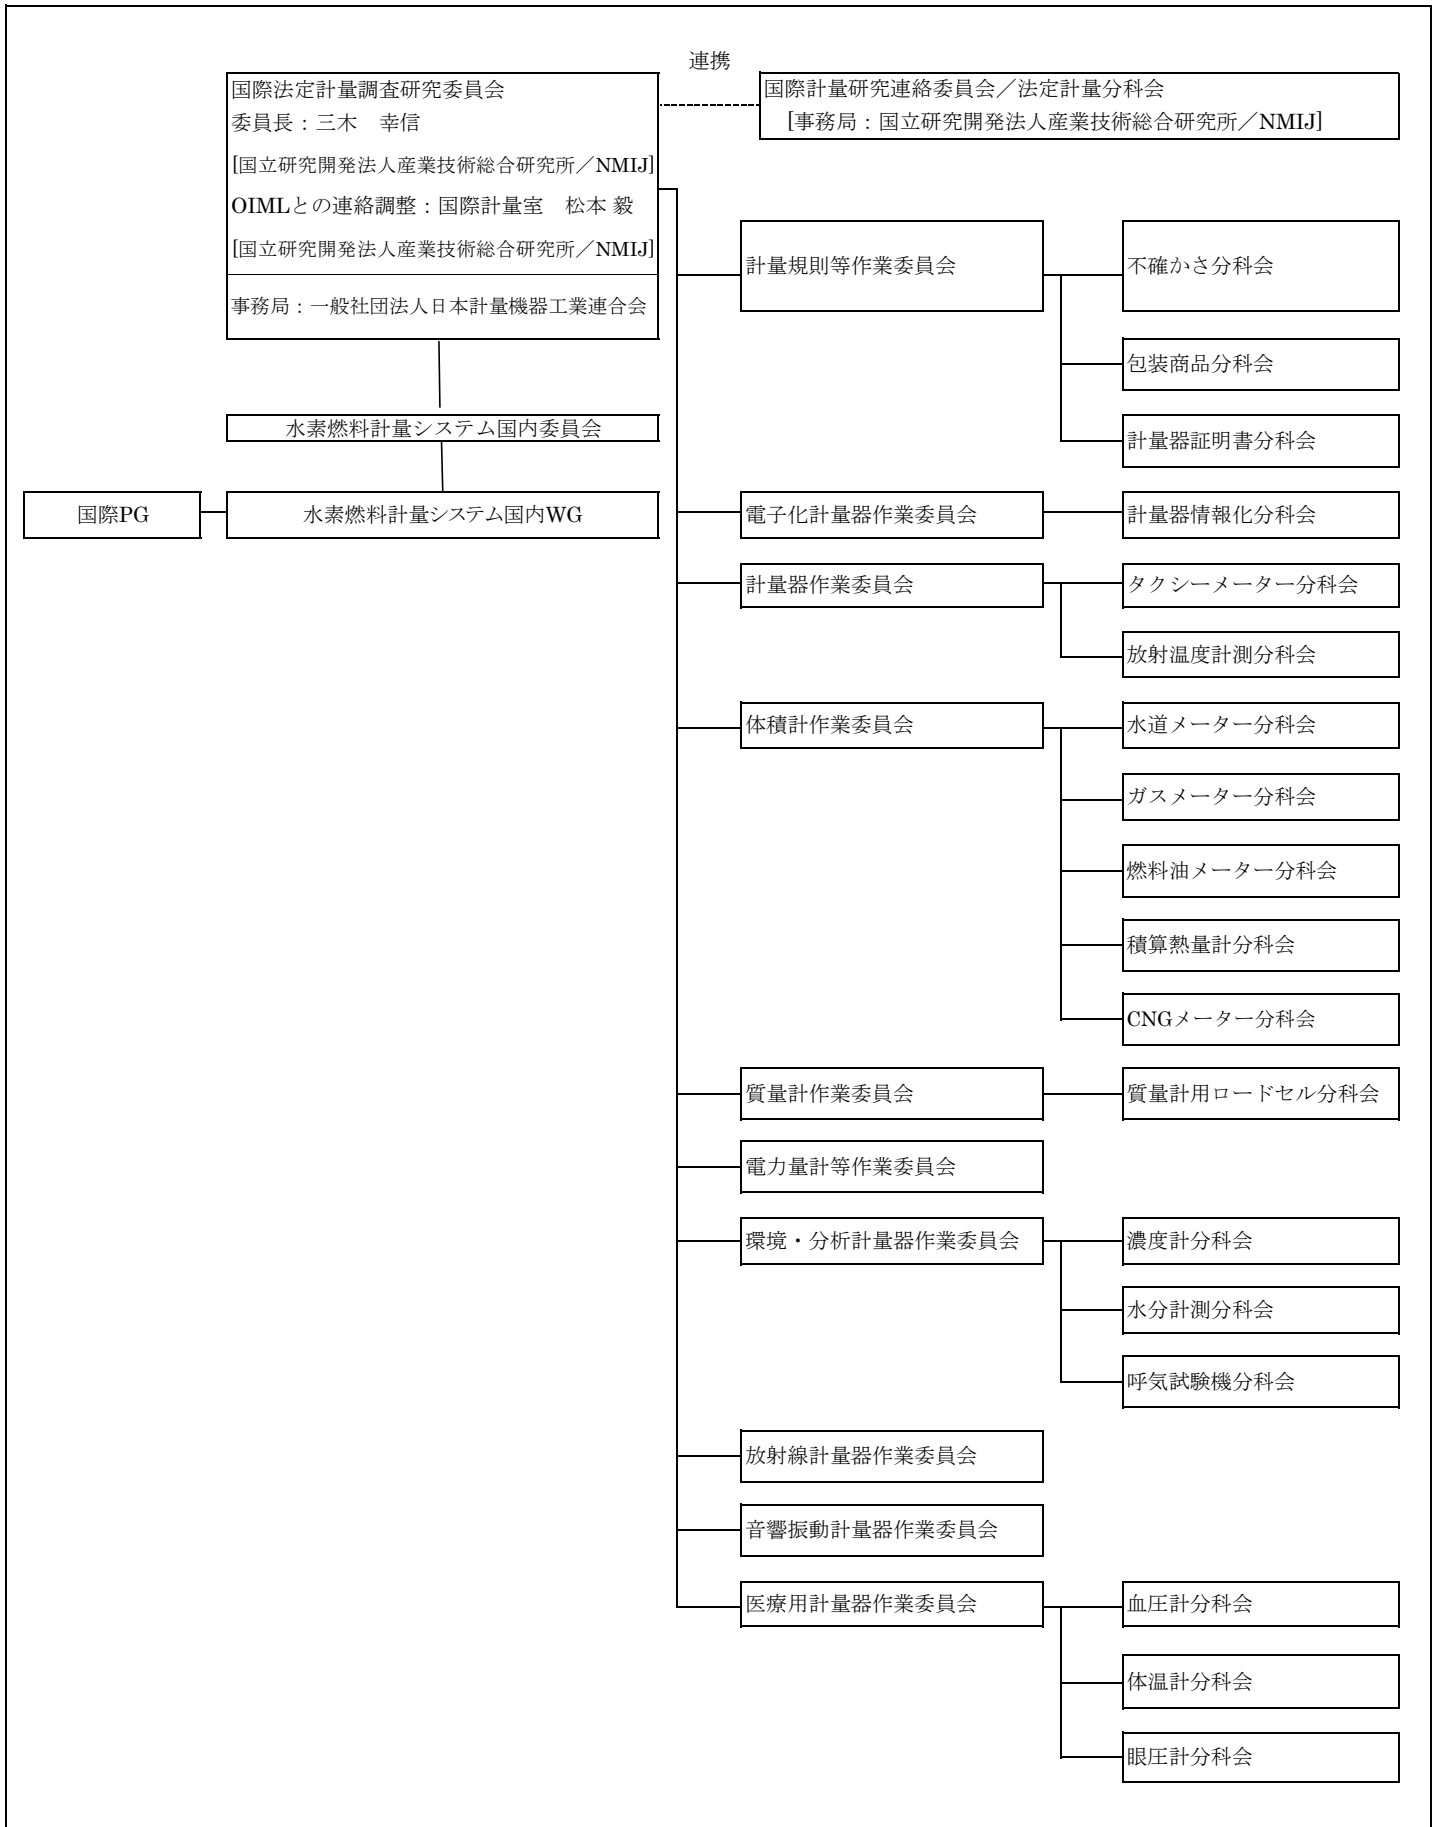 連携
国際法定計量調査研究委員会
委員長：三木　幸信
[国立研究開発法人産業技術総合研究所／NMIJ]
OIMLとの連絡調整：国際計量室　松本 毅
[国立研究開発法人産業技術総合研究所／NMIJ]
事務局：一般社団法人日本計量機器工業連合会
国際計量研究連絡委員会／法定計量分科会
[事務局：国立研究開発法人産業技術総合研究所／NMIJ]
水素燃料計量システム国内委員会
国際PG
水素燃料計量システム国内WG
計量規則等作業委員会
不確かさ分科会
包装商品分科会
計量器証明書分科会
電子化計量器作業委員会
計量器情報化分科会
計量器作業委員会
タクシーメーター分科会
放射温度計測分科会
体積計作業委員会
水道メーター分科会
ガスメーター分科会
燃料油メーター分科会
積算熱量計分科会
CNGメーター分科会
質量計作業委員会
質量計用ロードセル分科会
電力量計等作業委員会
環境・分析計量器作業委員会
濃度計分科会
水分計測分科会
呼気試験機分科会
放射線計量器作業委員会
音響振動計量器作業委員会
医療用計量器作業委員会
血圧計分科会
体温計分科会
眼圧計分科会